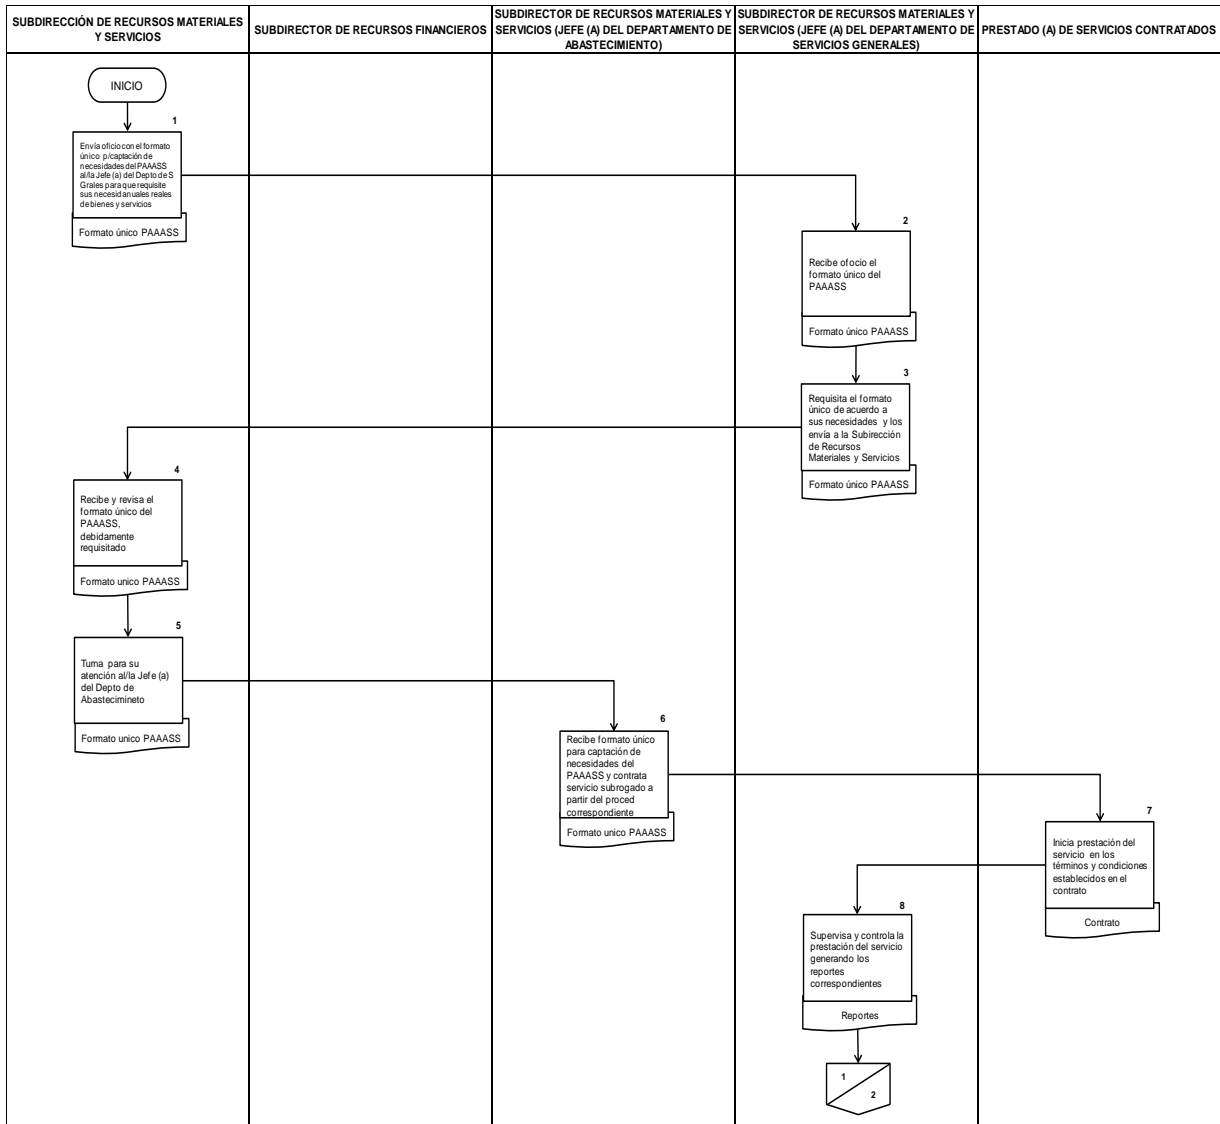 SUBDIRECCIÓN DE RECURSOS MATERIALES
Y SERVICIOS
SUBDIRECTOR DE RECURSOS FINANCIEROS
SUBDIRECTOR DE RECURSOS MATERIALES Y
SERVICIOS (JEFE (A) DEL DEPARTAMENTO DE
ABASTECIMIENTO)
SUBDIRECTOR DE RECURSOS MATERIALES Y
SERVICIOS (JEFE (A) DEL DEPARTAMENTO DE
SERVICIOS GENERALES)
PRESTADO (A) DE SERVICIOS CONTRATADOS
INICIO
1
Envía oficio con el formato
único p/captación de
necesidades del PAAASS
al/la Jefe (a) del Depto de S
Grales para que requisite
sus necesid anuales reales
de bienes y servicios
Formato único PAAASS
2
Recibe ofocio el
formato único del
PAAASS
Formato único PAAASS
3
Requisita el formato
único de acuerdo a
sus necesidades y los
envía a la Subirección
de Recursos
Materiales y Servicios
Formato único PAAASS
4
Recibe y revisa el
formato único del
PAAASS,
debidamente
requisitado
Formato unico PAAASS
5
Turna para su
atención al/la Jefe (a)
del Depto de
Abastecimineto
Formato unico PAAASS
6
Recibe formato único
para captación de
necesidades del
PAAASS y contrata
servicio subrogado a
partir del proced
correspondiente
Formato unico PAAASS
7
Inicia prestación del
servicio en los
términos y condiciones
establecidos en el
contrato
Contrato
8
Supervisa y controla la
prestación del servicio
generando los
reportes
correspondientes
Reportes
1
2